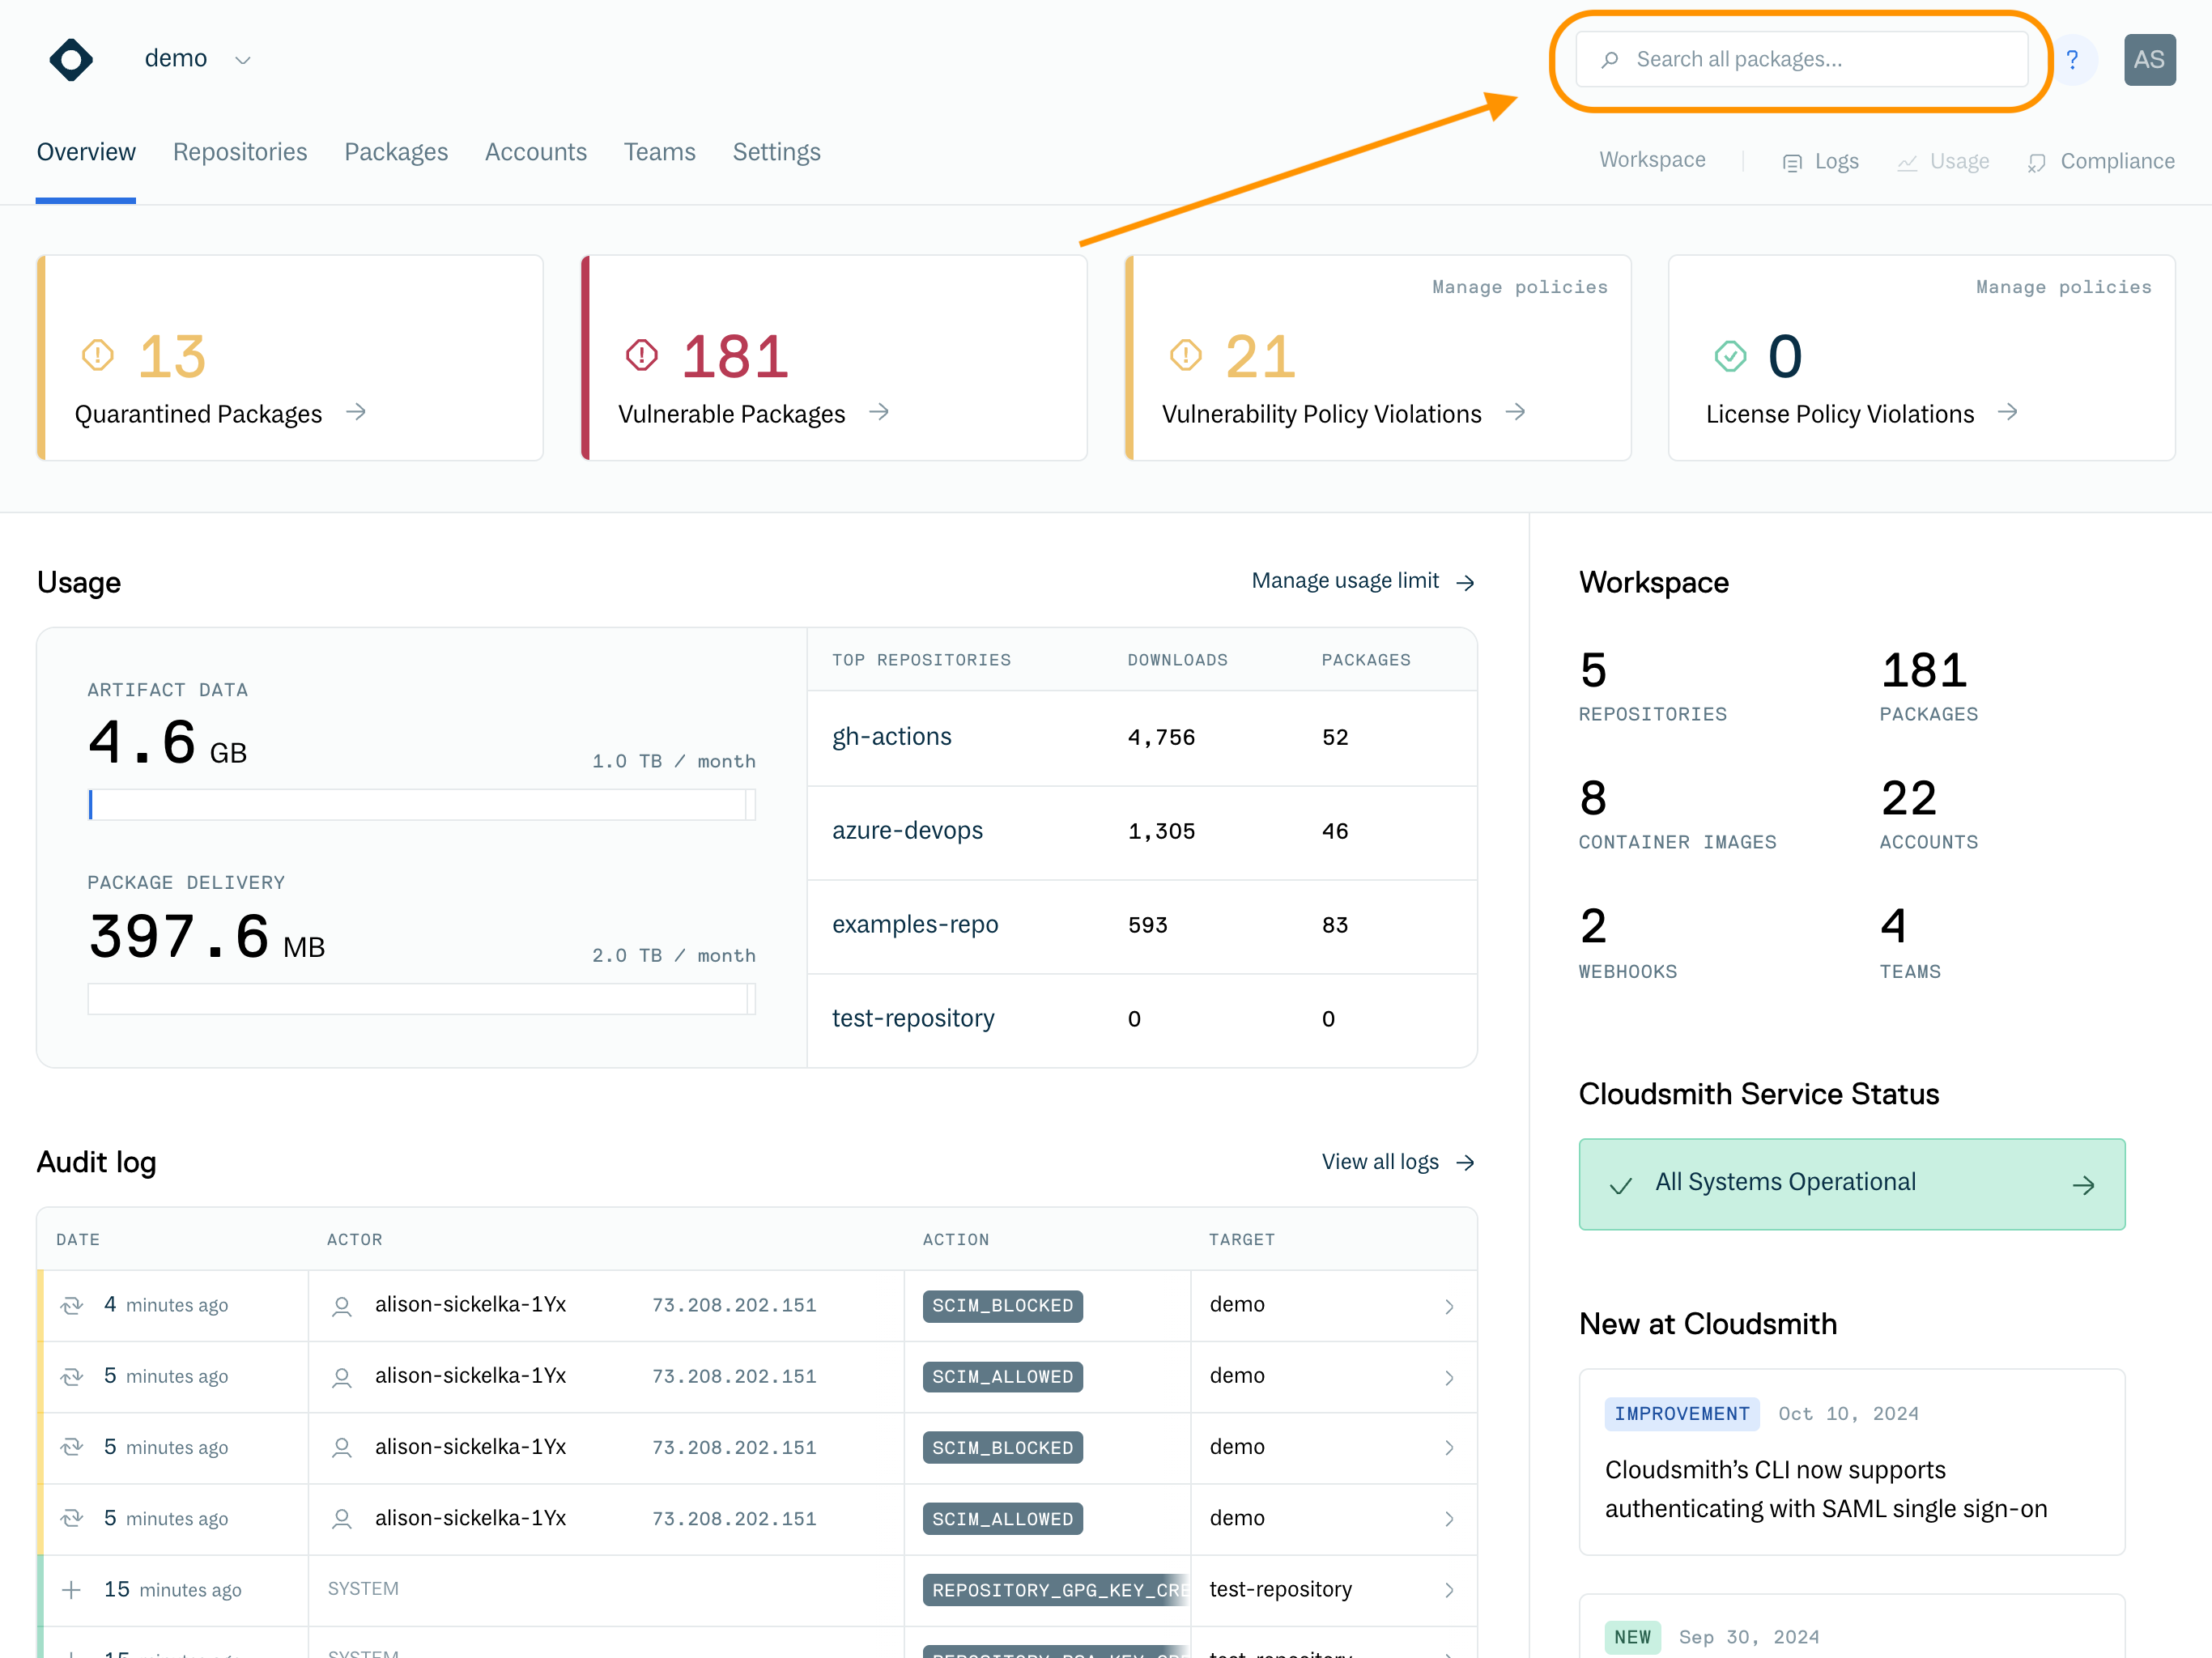 demo
Search all packages...
?
AS
Overview
Repositories
Packages
Accounts
Teams
Settings
Workspace
Logs
Usage
Compliance
13
Quarantined Packages
181
Vulnerable Packages
Manage policies
21
Vulnerability Policy Violations
Manage policies
0
License Policy Violations
Usage
Manage usage limit
ARTIFACT DATA
4.6 GB
1.0 TB / month
PACKAGE DELIVERY
397.6 MB
2.0 TB / month
TOP REPOSITORIES DOWNLOADS PACKAGES
gh-actions 4,756 52
azure-devops 1,305 46
examples-repo 593 83
test-repository 0 0
Audit log
View all logs
DATE ACTOR ACTION TARGET
4 minutes ago alison-sickelka-1Yx 73.208.202.151 SCIM_BLOCKED demo
5 minutes ago alison-sickelka-1Yx 73.208.202.151 SCIM_ALLOWED demo
5 minutes ago alison-sickelka-1Yx 73.208.202.151 SCIM_BLOCKED demo
5 minutes ago alison-sickelka-1Yx 73.208.202.151 SCIM_ALLOWED demo
15 minutes ago SYSTEM REPOSITORY_GPG_KEY_CRE test-repository
Workspace
5
REPOSITORIES
181
PACKAGES
8
CONTAINER IMAGES
22
ACCOUNTS
2
WEBHOOKS
4
TEAMS
Cloudsmith Service Status
All Systems Operational
New at Cloudsmith
IMPROVEMENT Oct 10, 2024
Cloudsmith’s CLI now supports
authenticating with SAML single sign-on
NEW Sep 30, 2024